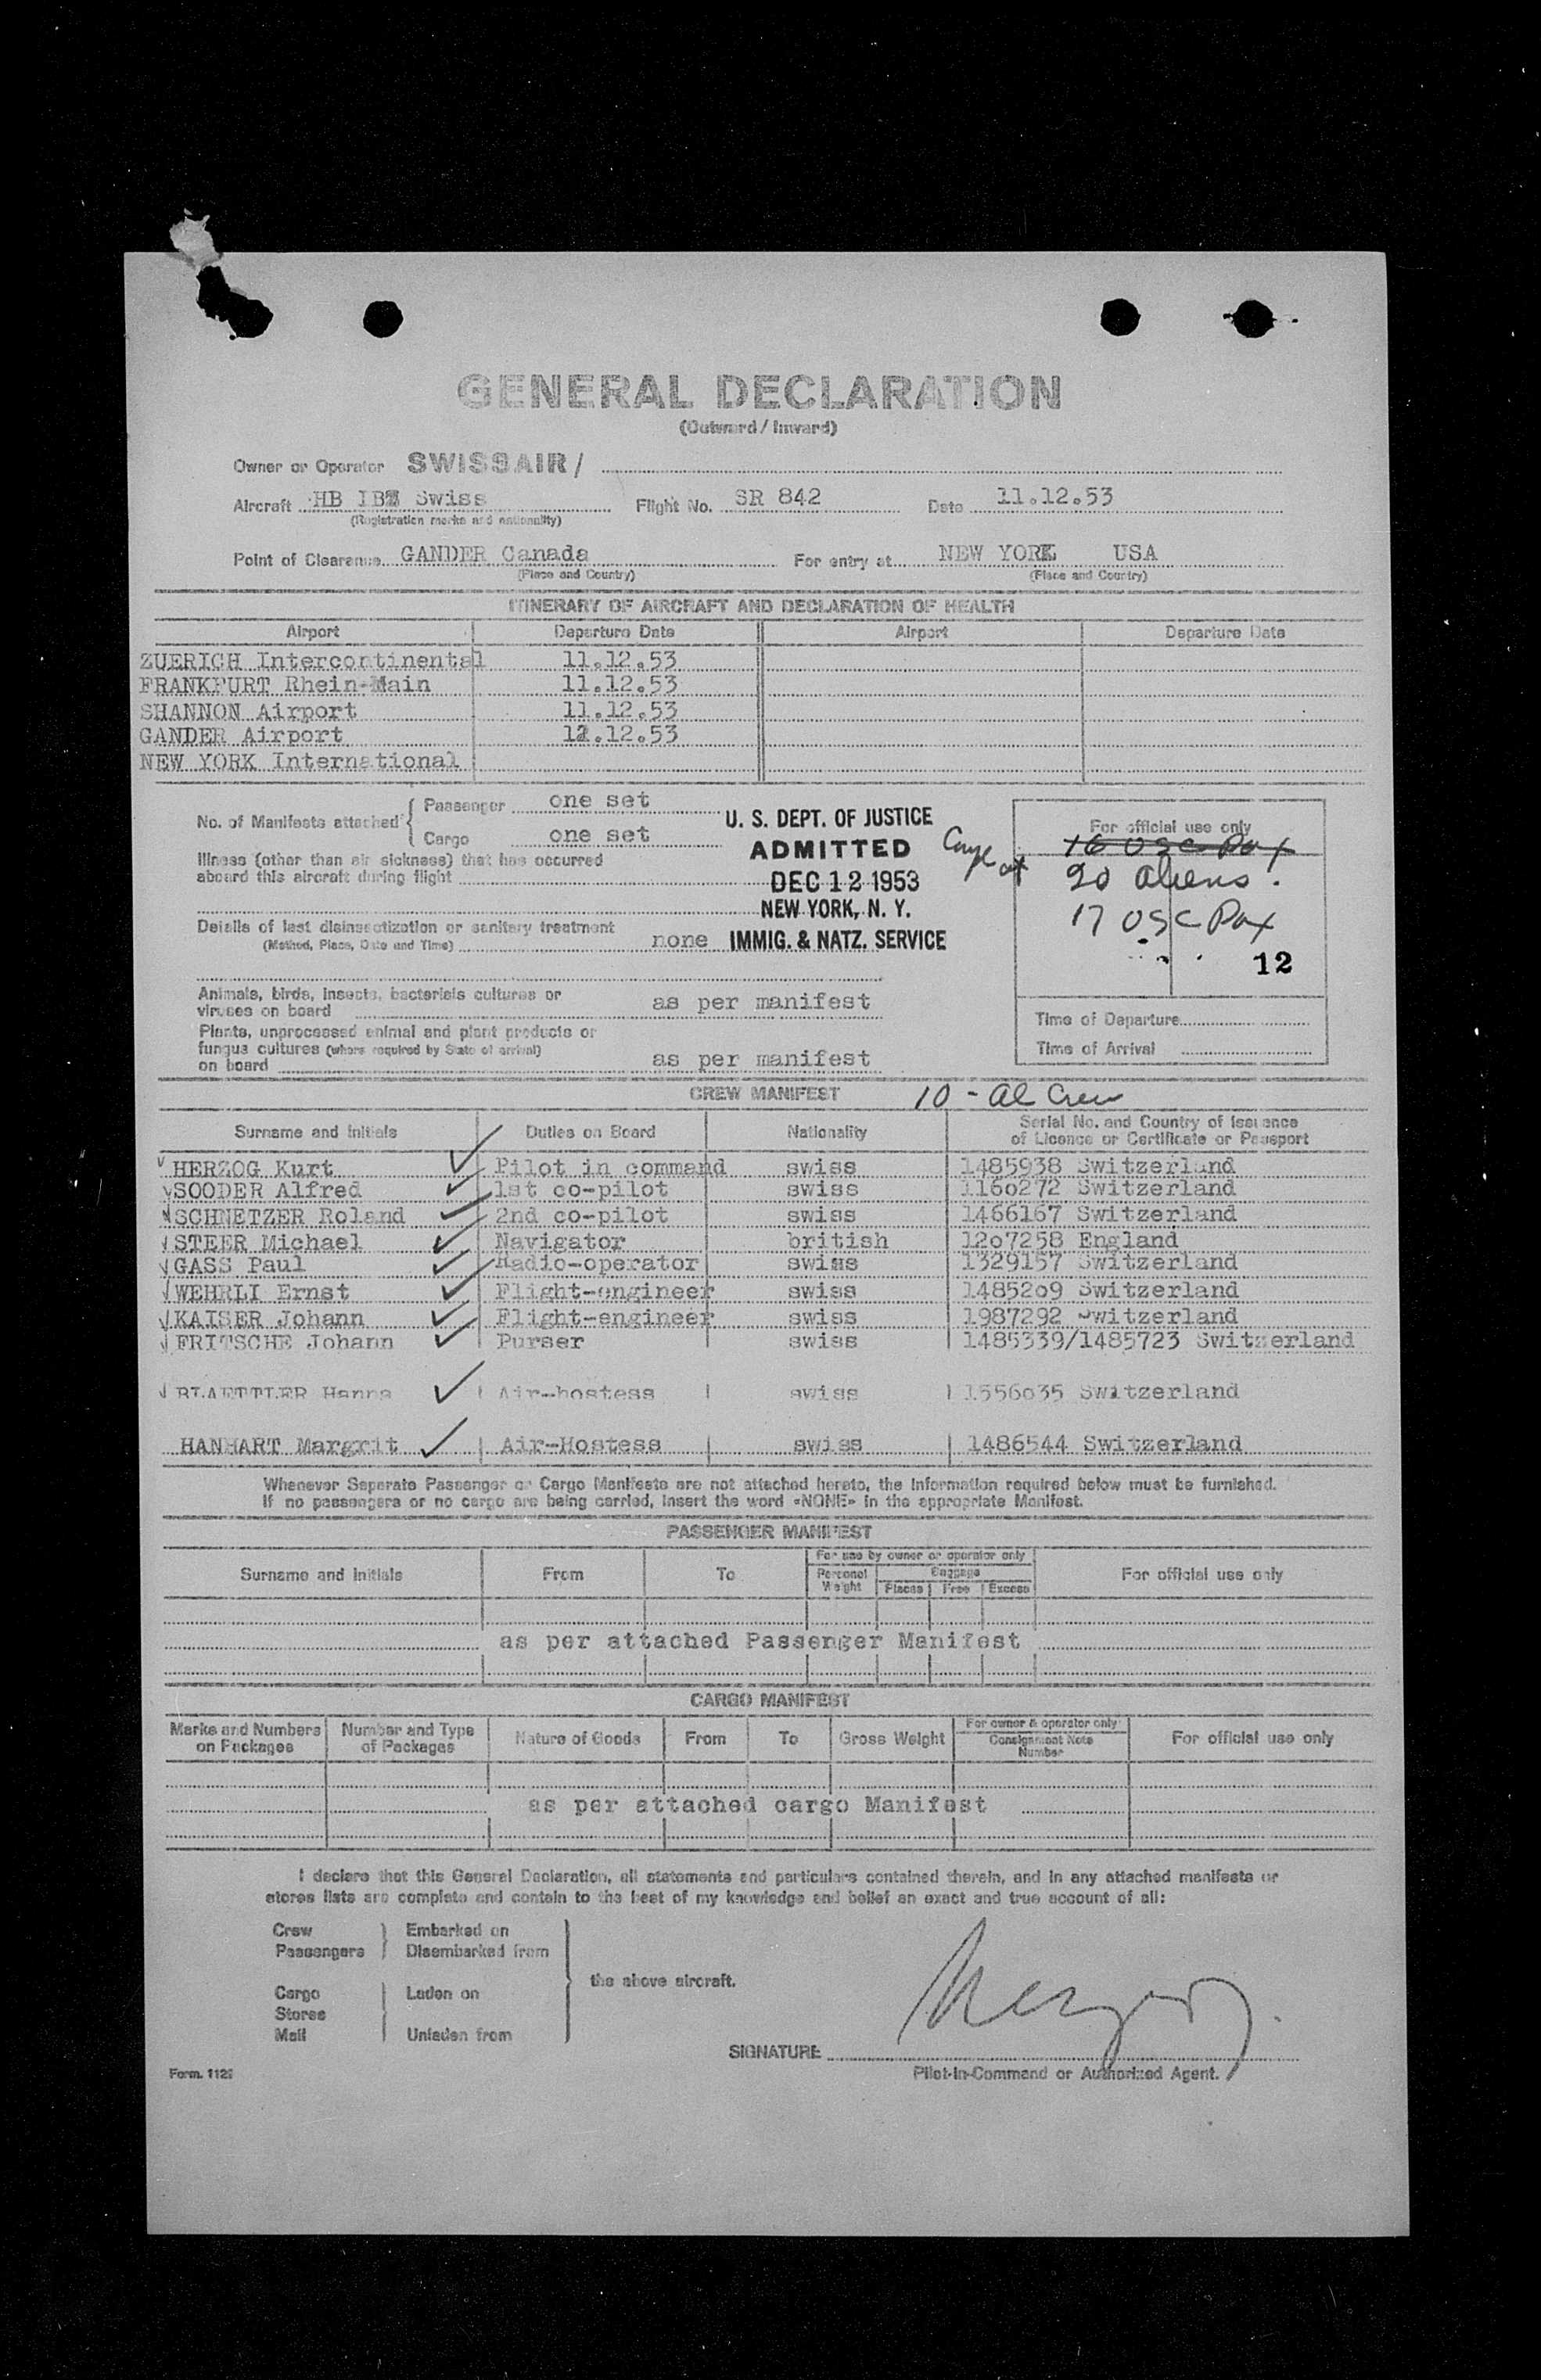 GENERAL DECLARATION
(Outward / Inward)
Owner or Operator SWISSAIR /
Aircraft HB Swiss Flight No. SR 842 Date 11.12.53
(Registration marks and nationality)
Point of Clearance GANDER Canada For entry at NEW YORK USA
(Place and Country) (Place and Country)
ITINERARY OF AIRCRAFT AND DECLARATION OF HEALTH
Airport Departure Date Airport Departure Date
ZUERICH Intercontinental 11.12.53
FRANKFURT Rhein-Main 11.12.53
SHANNON Airport 11.12.53
GANDER Airport 12.12.53
NEW YORK International
No. of Manifests attached
Passenger one set
Cargo one set
Illness (other than air sickness) that has occurred
aboard this aircraft during flight
Details of last disinsectization or sanitary treatment
(Method, Place, Date and Time) none
U. S. DEPT. OF JUSTICE
ADMITTED
DEC 12 1953
NEW YORK, N. Y.
IMMIG. & NATZ. SERVICE
For official use only
16 USC Pax
20 aliens.
17 USC Pax
12
Time of Departure
Time of Arrival
Animals, birds, insects, bacterials cultures or
viruses on board as per manifest
Plants, unprocessed animal and plant products or
fungus cultures (where required by State of arrival)
on board as per manifest
CREW MANIFEST 10 - Al Crew
Surname and Initials Duties on Board Nationality Serial No. and Country of Issuance
of Licence or Certificate or Passport
HERZOG Kurt Pilot in command swiss 1485938 Switzerland
SOODER Alfred 1st co-pilot swiss 1160272 Switzerland
SCHNETZER Roland 2nd co-pilot swiss 1466167 Switzerland
STEER Michael Navigator british 12o7258 England
GASS Paul Radio-operator swiss 1329157 Switzerland
WEHRLI Ernst Flight-engineer swiss 14852o9 Switzerland
KAISER Johann Flight-engineer swiss 1987292 Switzerland
FRITSCHE Johann Purser swiss 1485339/1485723 Switzerland
BLAETTLER Hanna Air-hostess swiss 1556o35 Switzerland
HANHART Margrit Air-Hostess swiss 1486544 Switzerland
Whenever Separate Passenger or Cargo Manifests are not attached hereto, the information required below must be furnished.
If no passengers or no cargo are being carried, insert the word «NONE» in the appropriate Manifest.
PASSENGER MANIFEST
Surname and Initials From To For use by owner or operator only For official use only
Personal Weight Baggage
Pieces Free Excess
as per attached Passenger Manifest
CARGO MANIFEST
Marks and Numbers on Packages Number and Type of Packages Nature of Goods From To Gross Weight For owner & operator only Consignment Note Number For official use only
as per attached cargo Manifest
I declare that this General Declaration, all statements and particulars contained therein, and in any attached manifests or
stores lists are complete and contain to the best of my knowledge and belief an exact and true account of all:
Crew Embarked on
Passengers Disembarked from
the above aircraft.
Cargo Laden on
Stores
Mail Unladen from
SIGNATURE Herzog
Pilot-in-Command or Authorized Agent.